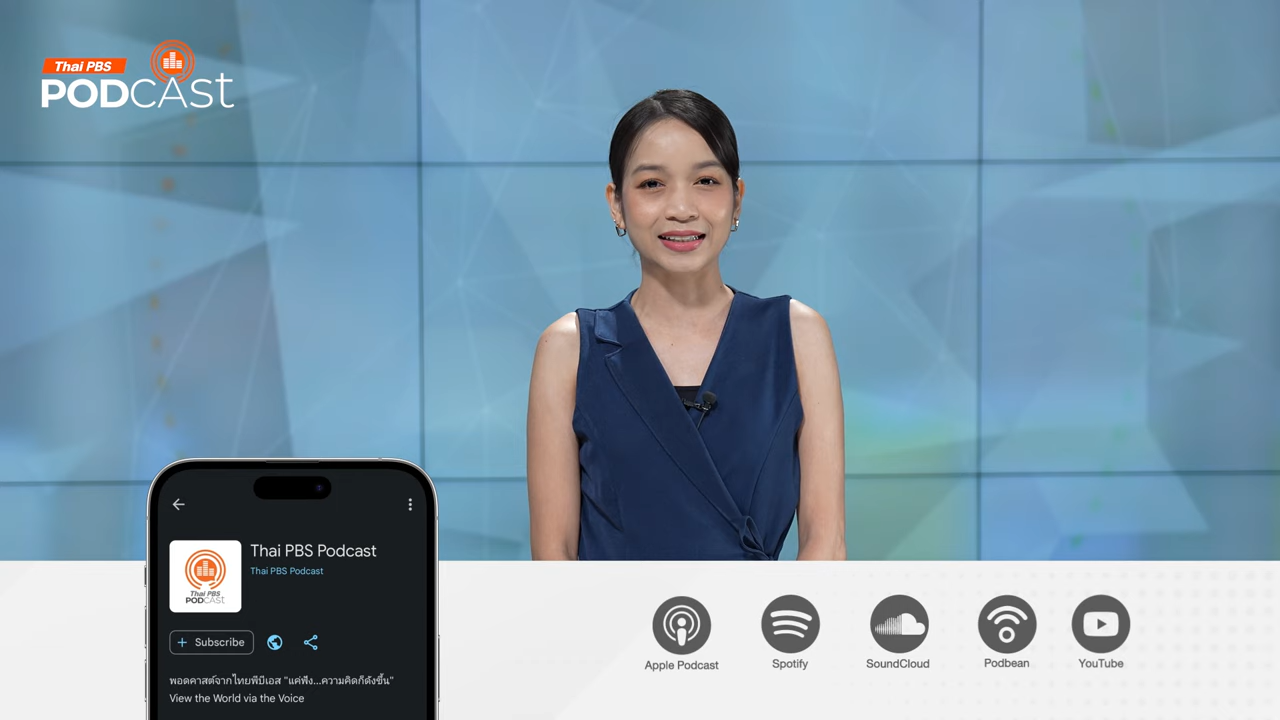 Thai PBS
PODCAST
Thai PBS Podcast
Thai PBS Podcast
Thai PBS
PODCAST
+ Subscribe
พอดคาสต์จากไทยพีบีเอส "แค่ฟัง...ความคิดก็ดังขึ้น"
View the World via the Voice
Apple Podcast
Spotify
SoundCloud
Podbean
YouTube